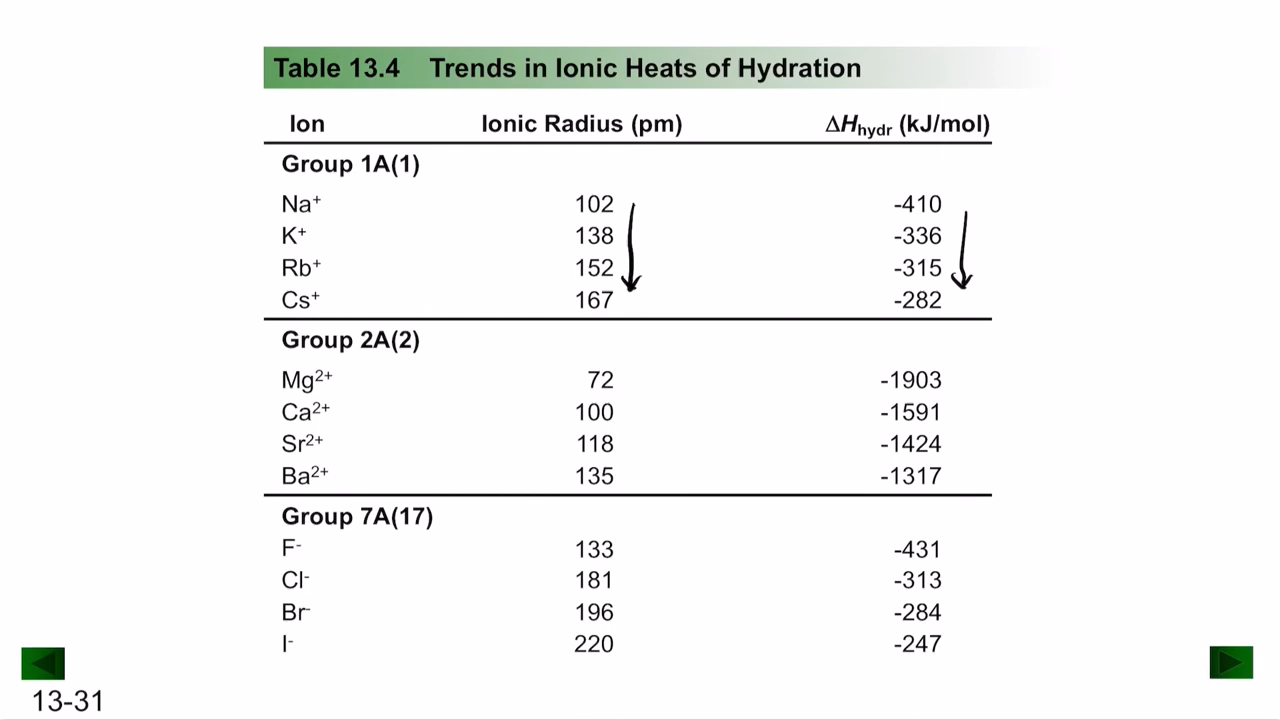 Table 13.4 Trends in Ionic Heats of Hydration
Ion Ionic Radius (pm) ΔHhydr (kJ/mol)
Group 1A(1)
Na⁺ 102 -410
K⁺ 138 -336
Rb⁺ 152 -315
Cs⁺ 167 -282
Group 2A(2)
Mg²⁺ 72 -1903
Ca²⁺ 100 -1591
Sr²⁺ 118 -1424
Ba²⁺ 135 -1317
Group 7A(17)
F⁻ 133 -431
Cl⁻ 181 -313
Br⁻ 196 -284
I⁻ 220 -247
13-31